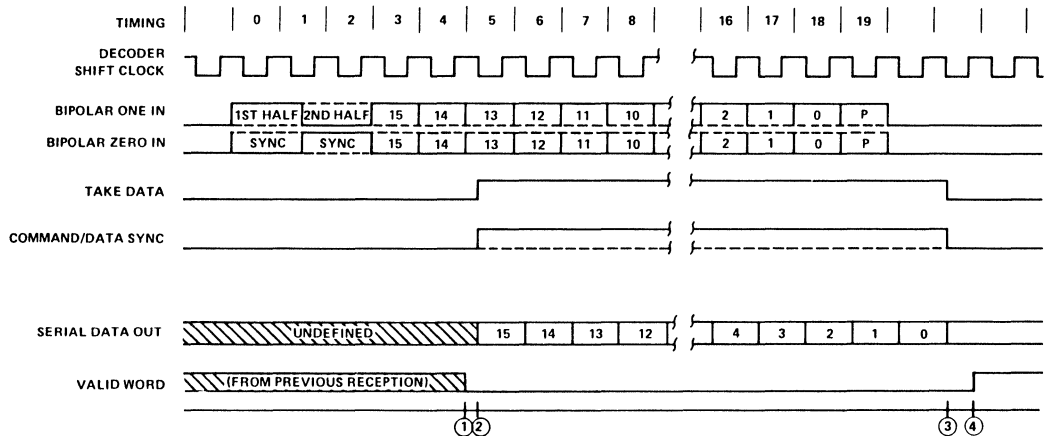 TIMING 0 1 2 3 4 5 6 7 8 16 17 18 19
DECODER
SHIFT CLOCK
BIPOLAR ONE IN 1ST HALF 2ND HALF 15 14 13 12 11 10 2 1 0 P
BIPOLAR ZERO IN SYNC SYNC 15 14 13 12 11 10 2 1 0 P
TAKE DATA
COMMAND/DATA SYNC
SERIAL DATA OUT UNDEFINED 15 14 13 12 4 3 2 1 0
VALID WORD (FROM PREVIOUS RECEPTION)
1 2 3 4